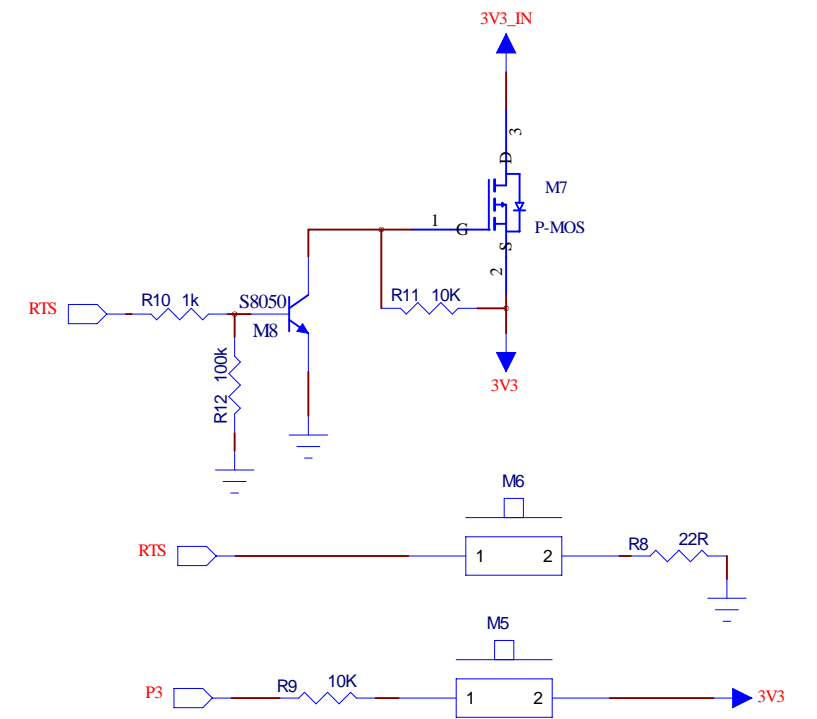 3V3_IN
3
D
M7
1
G
P-MOS
S
2
R11 10K
R10 1k
S8050
RTS
M8
R12 100k
3V3
M6
RTS
1
2
R8
22R
M5
P3
R9
10K
1
2
3V3